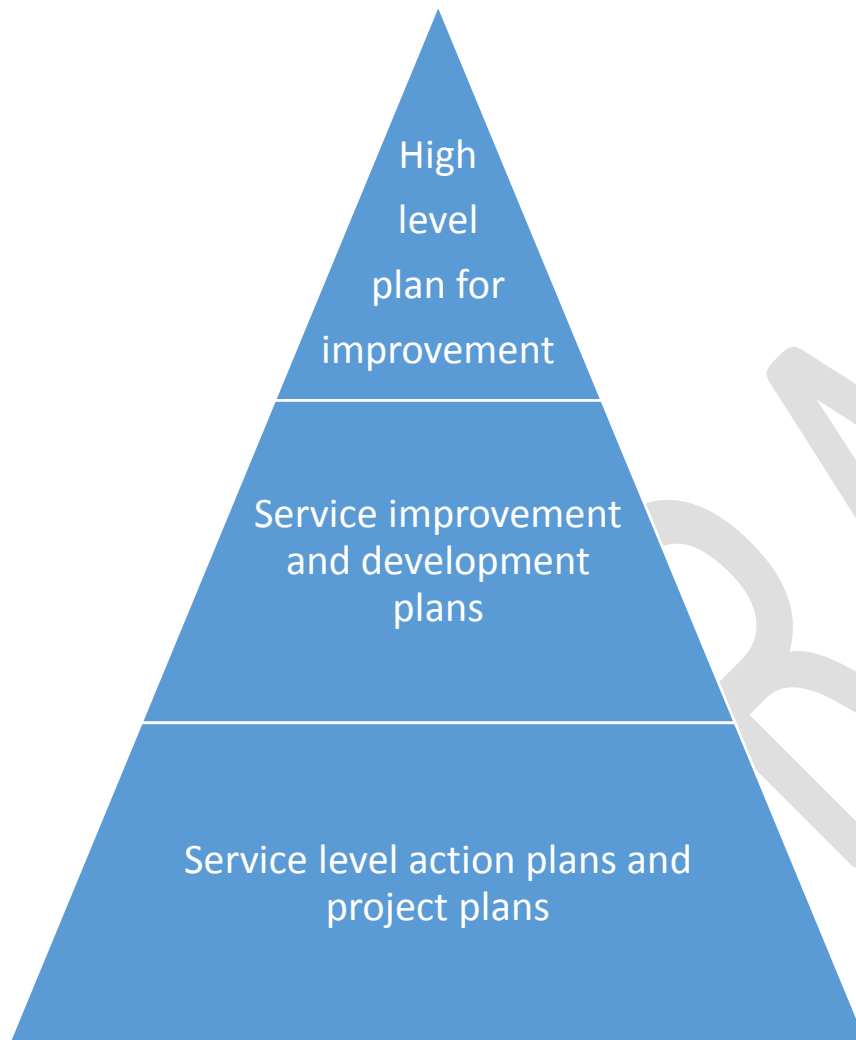 High
level
plan for
improvement
Service improvement
and development
plans
Service level action plans and
project plans